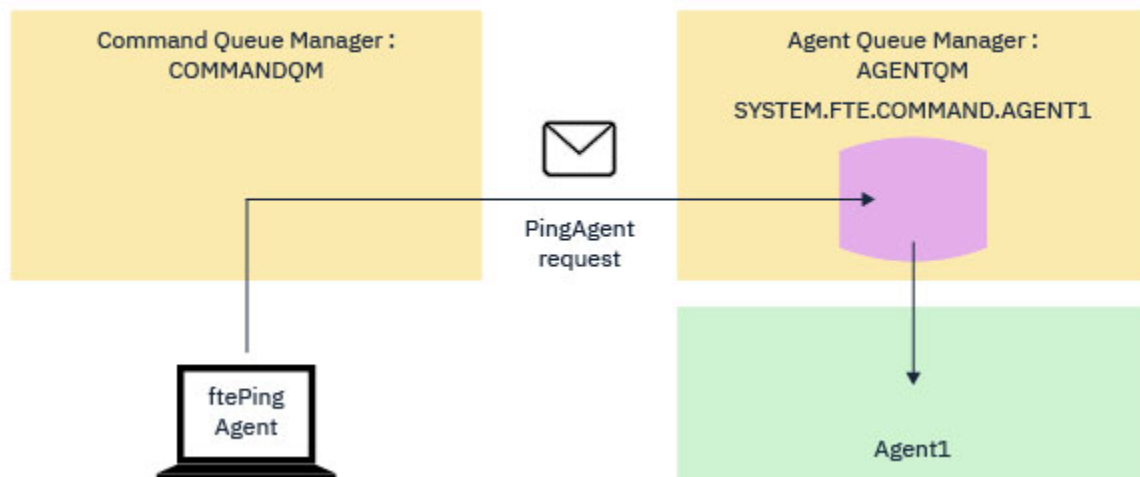 Command Queue Manager :
COMMANDQM
Agent Queue Manager :
AGENTQM
SYSTEM.FTE.COMMAND.AGENT1
PingAgent
request
ftePing
Agent
Agent1